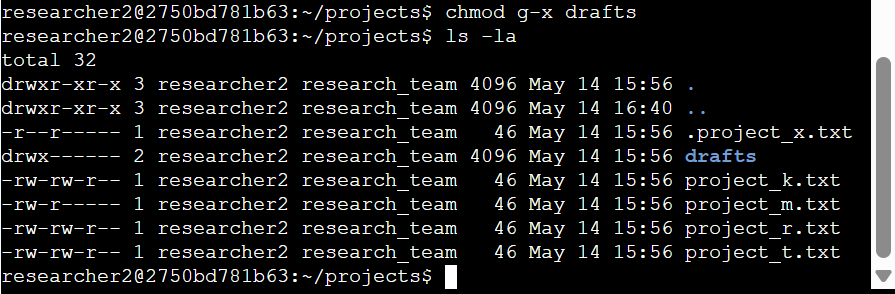 researcher2@2750bd781b63:~/projects$ chmod g-x drafts
researcher2@2750bd781b63:~/projects$ ls -la
total 32
drwxr-xr-x 3 researcher2 research_team 4096 May 14 15:56 .
drwxr-xr-x 3 researcher2 research_team 4096 May 14 16:40 ..
-r--r----- 1 researcher2 research_team   46 May 14 15:56 .project_x.txt
drwx------ 2 researcher2 research_team 4096 May 14 15:56 drafts
-rw-rw-r-- 1 researcher2 research_team   46 May 14 15:56 project_k.txt
-rw-r----- 1 researcher2 research_team   46 May 14 15:56 project_m.txt
-rw-rw-r-- 1 researcher2 research_team   46 May 14 15:56 project_r.txt
-rw-rw-r-- 1 researcher2 research_team   46 May 14 15:56 project_t.txt
researcher2@2750bd781b63:~/projects$